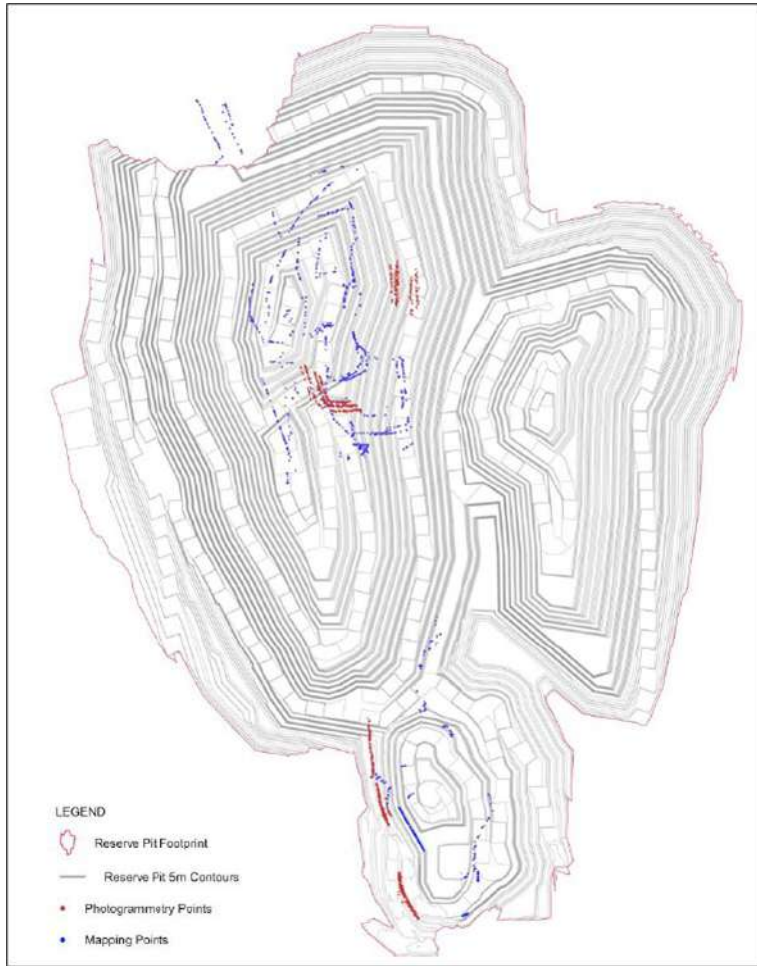 LEGEND
Reserve Pit Footprint
Reserve Pit 5m Contours
Photogrammetry Points
Mapping Points